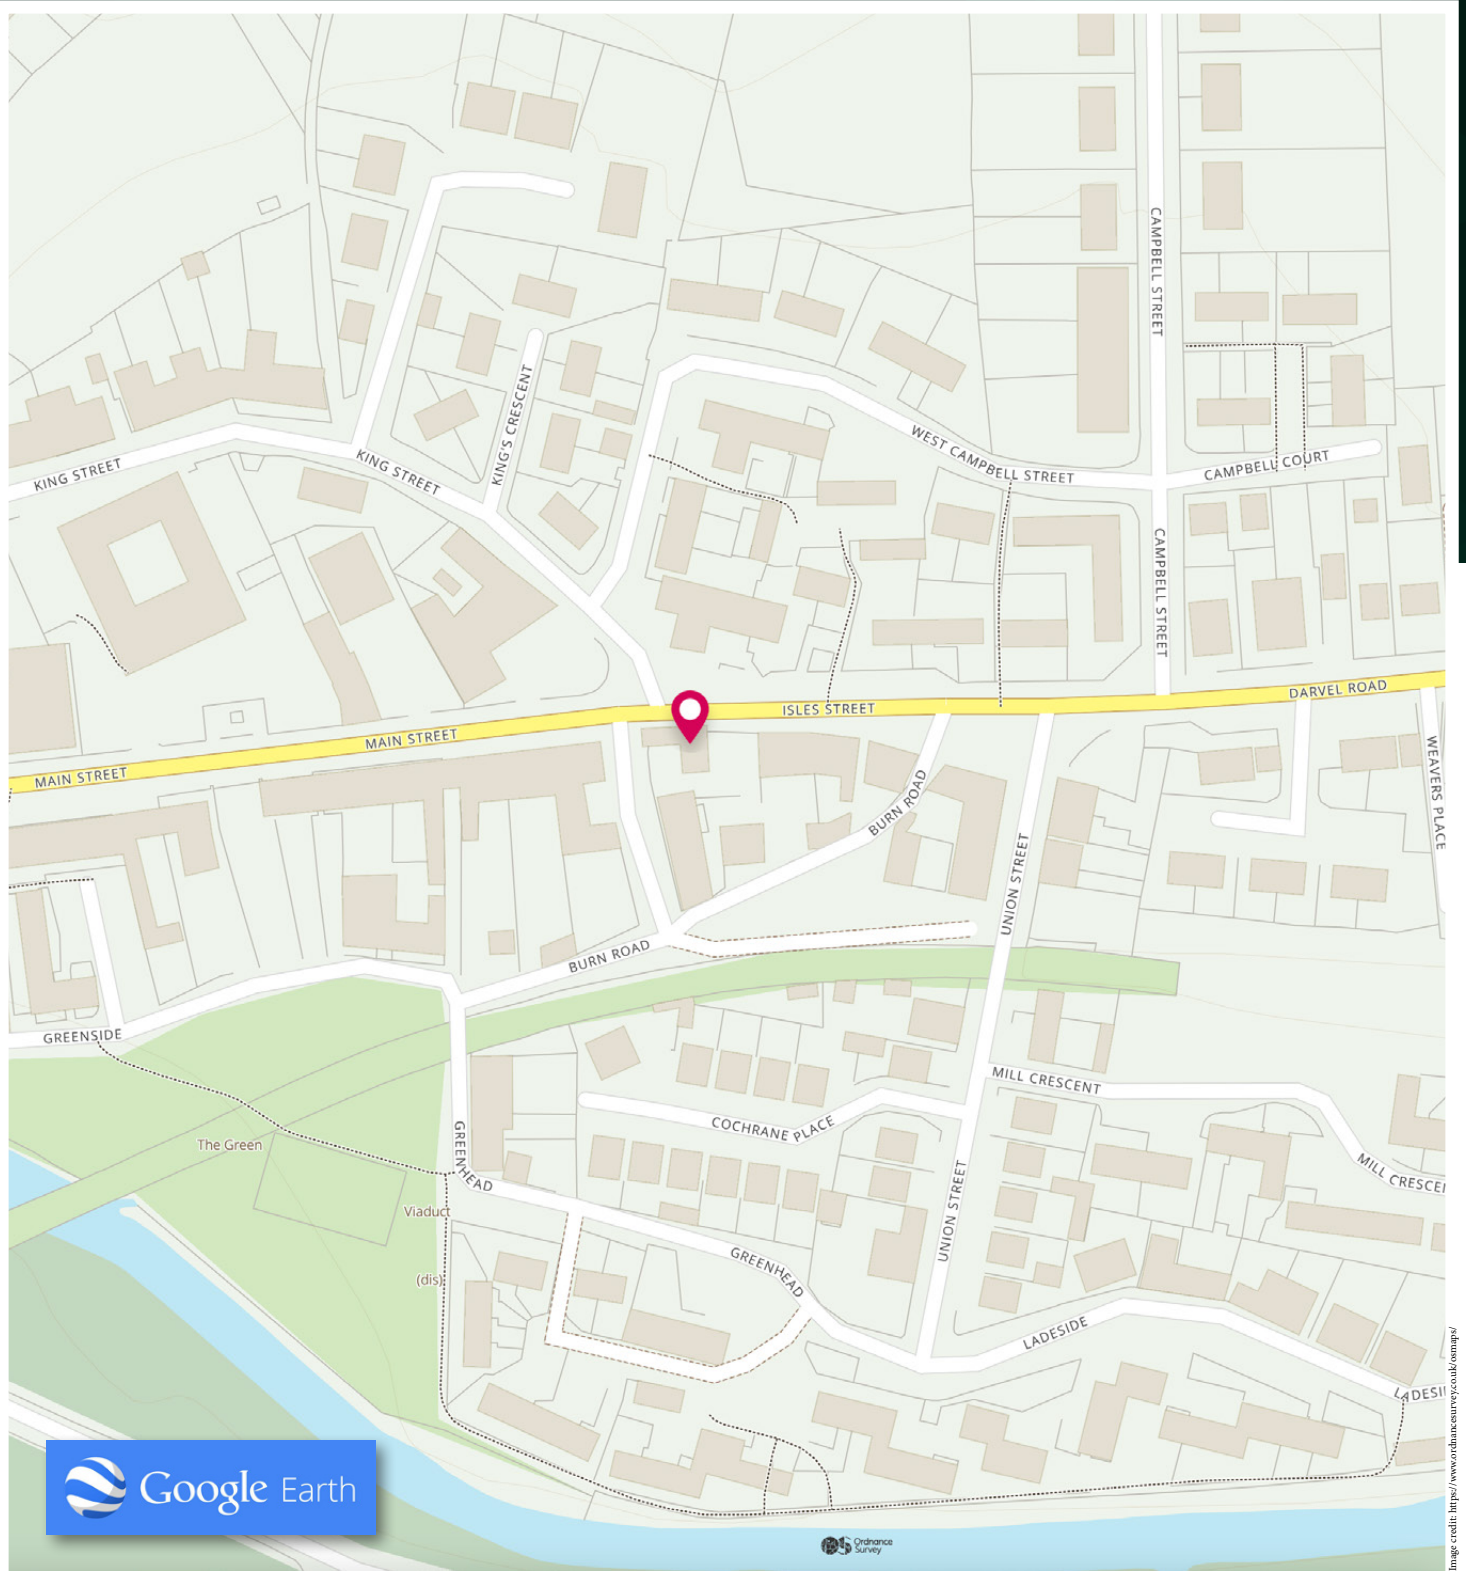 CAMPBELL STREET
KING'S CRESCENT
WEST CAMPBELL STREET
KING STREET
KING STREET
CAMPBELL COURT
CAMPBELL STREET
DARVEL ROAD
ISLES STREET
MAIN STREET
MAIN STREET
WEAVERS PLACE
BURN ROAD
UNION STREET
BURN ROAD
GREENSIDE
MILL CRESCENT
COCHRANE PLACE
The Green
GREENHEAD
MILL CRESCEN
Viaduct
UNION STREET
GREENHEAD
(dis)
LADESIDE
LADESI
Google Earth
Ordnance
Survey
Image credit: https://www.ordnancesurvey.co.uk/osmaps/